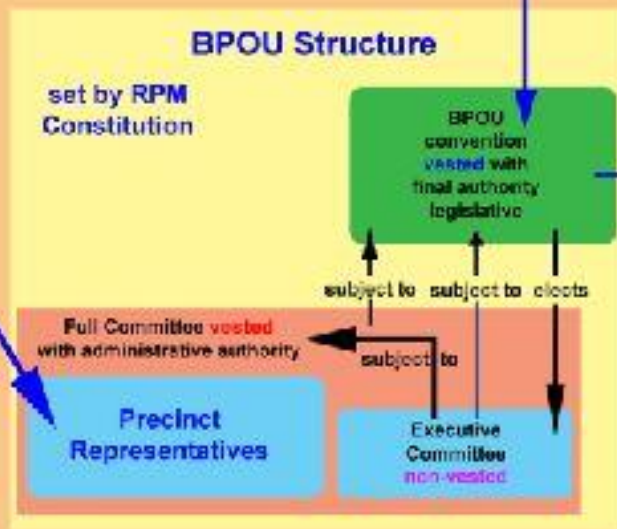 BPOU Structure
set by RPM
Constitution
BPOU
convention
vested with
final authority
legislative
subject to subject to elects
Full Committee vested
with administrative authority
subject to
Precinct
Representatives
Executive
Committee
non-vested